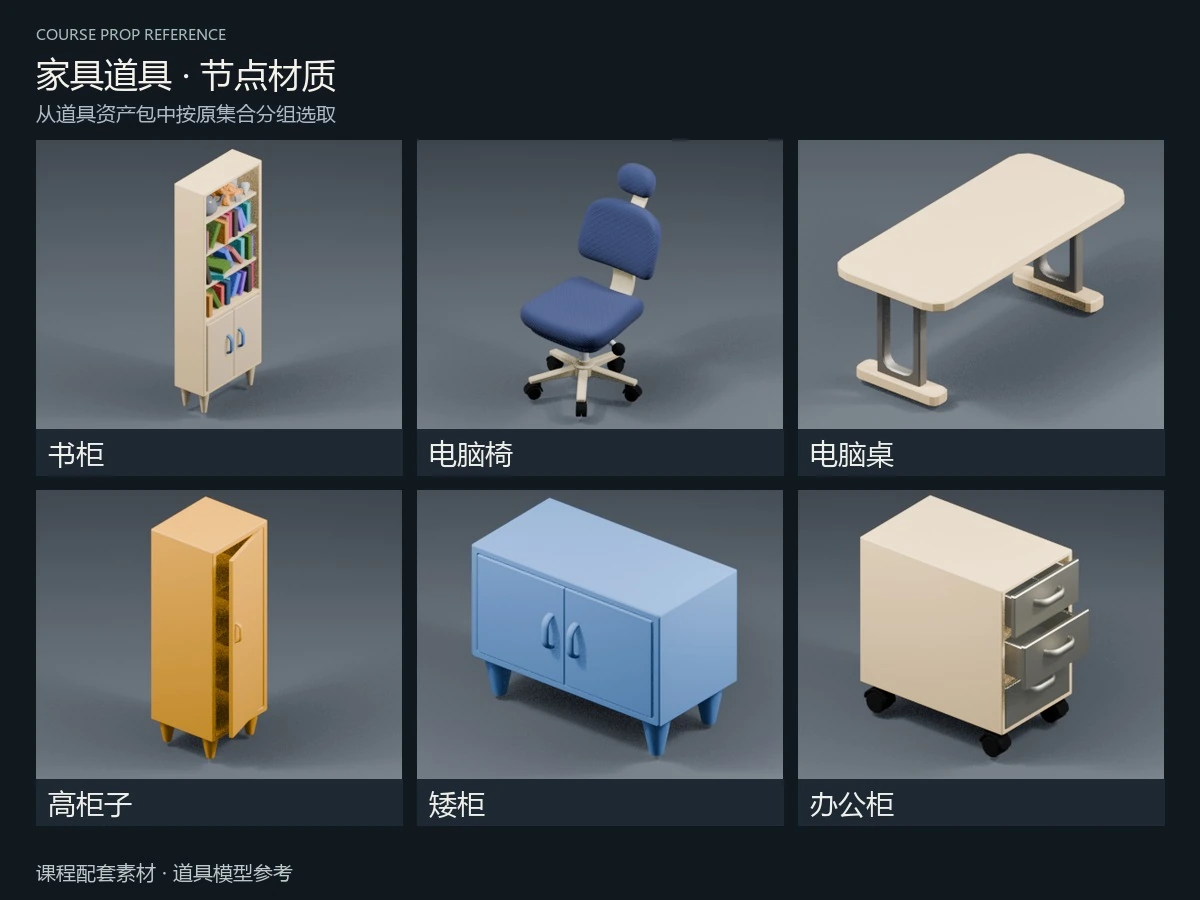 COURSE PROP REFERENCE
家具道具 · 节点材质
从道具资产包中按原集合分组选取
书柜
电脑椅
电脑桌
高柜子
矮柜
办公柜
课程配套素材 · 道具模型参考